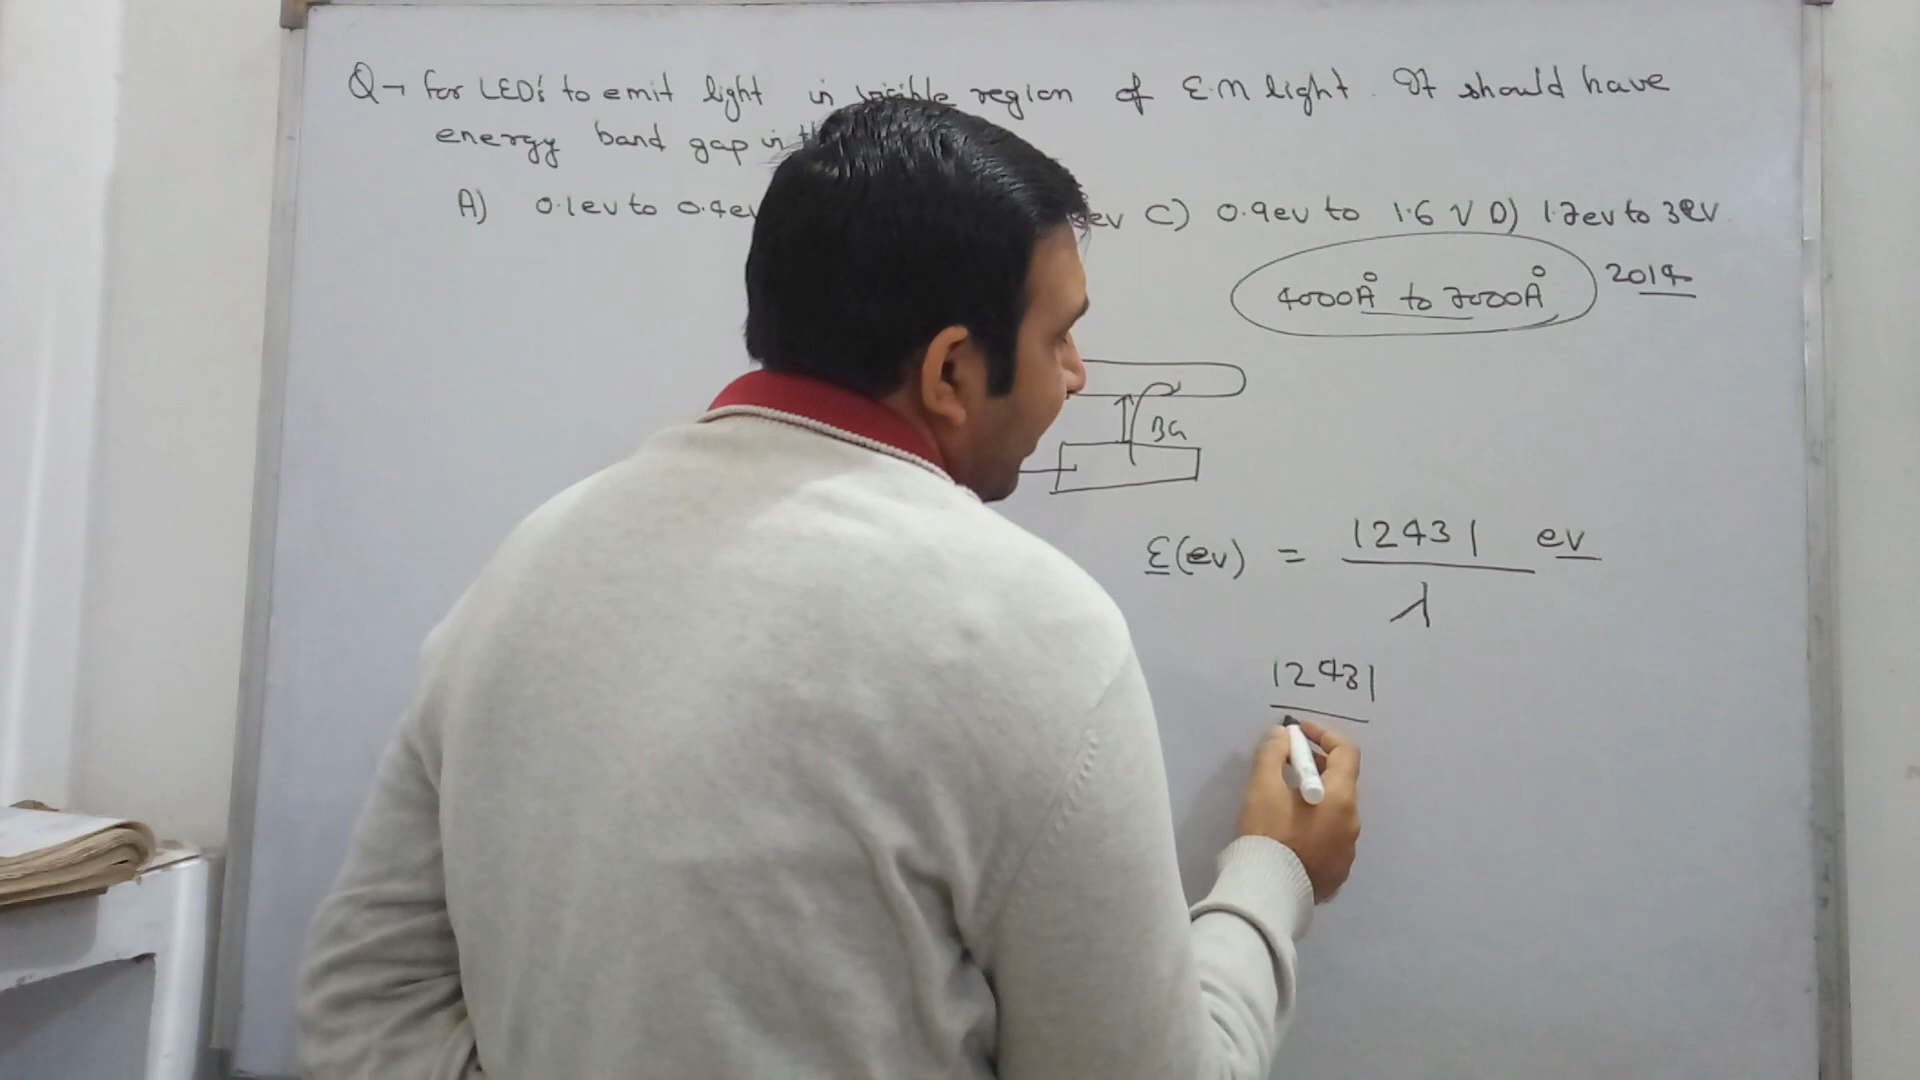 Q→ For LED's to emit light in visible region of E.M light. It should have
energy band gap in
A) 0.1ev to 0.4ev ev C) 0.9ev to 1.6 V D) 1.7ev to 3ev
4000Å to 7000Å 2014
BG
E(ev) = 12431 ev
λ
12431